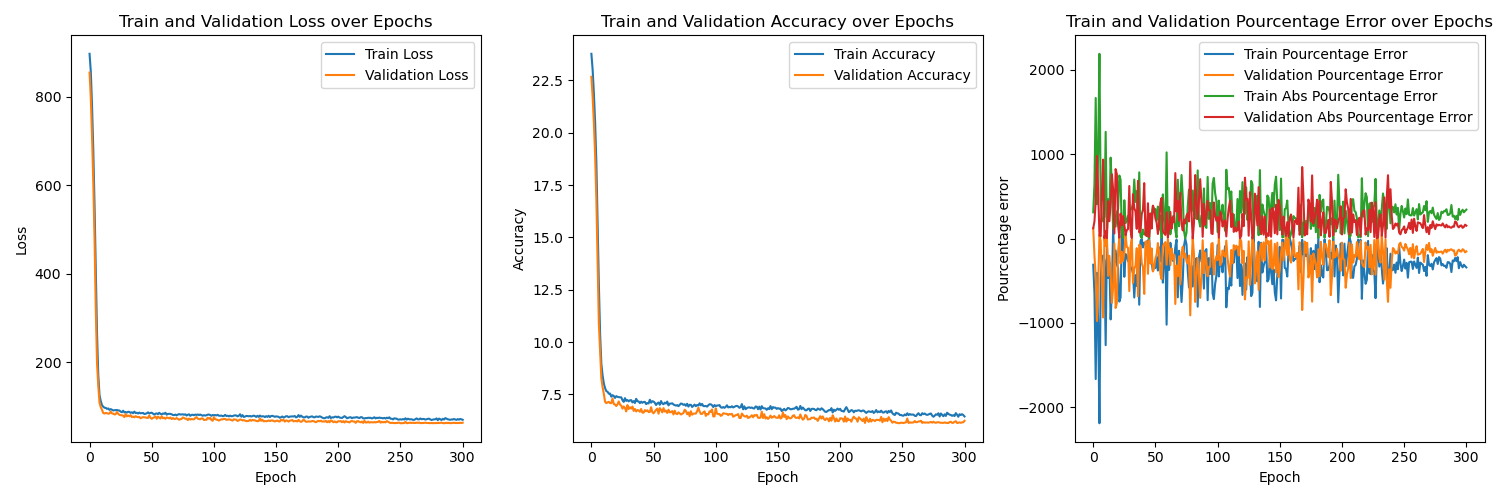 Train and Validation Loss over Epochs
Train Loss
Validation Loss
800
600
400
200
Loss
0 50 100 150 200 250 300
Epoch
Train and Validation Accuracy over Epochs
Train Accuracy
Validation Accuracy
22.5
20.0
17.5
15.0
12.5
10.0
7.5
Accuracy
0 50 100 150 200 250 300
Epoch
Train and Validation Pourcentage Error over Epochs
Train Pourcentage Error
Validation Pourcentage Error
Train Abs Pourcentage Error
Validation Abs Pourcentage Error
2000
1000
0
−1000
−2000
Pourcentage error
0 50 100 150 200 250 300
Epoch